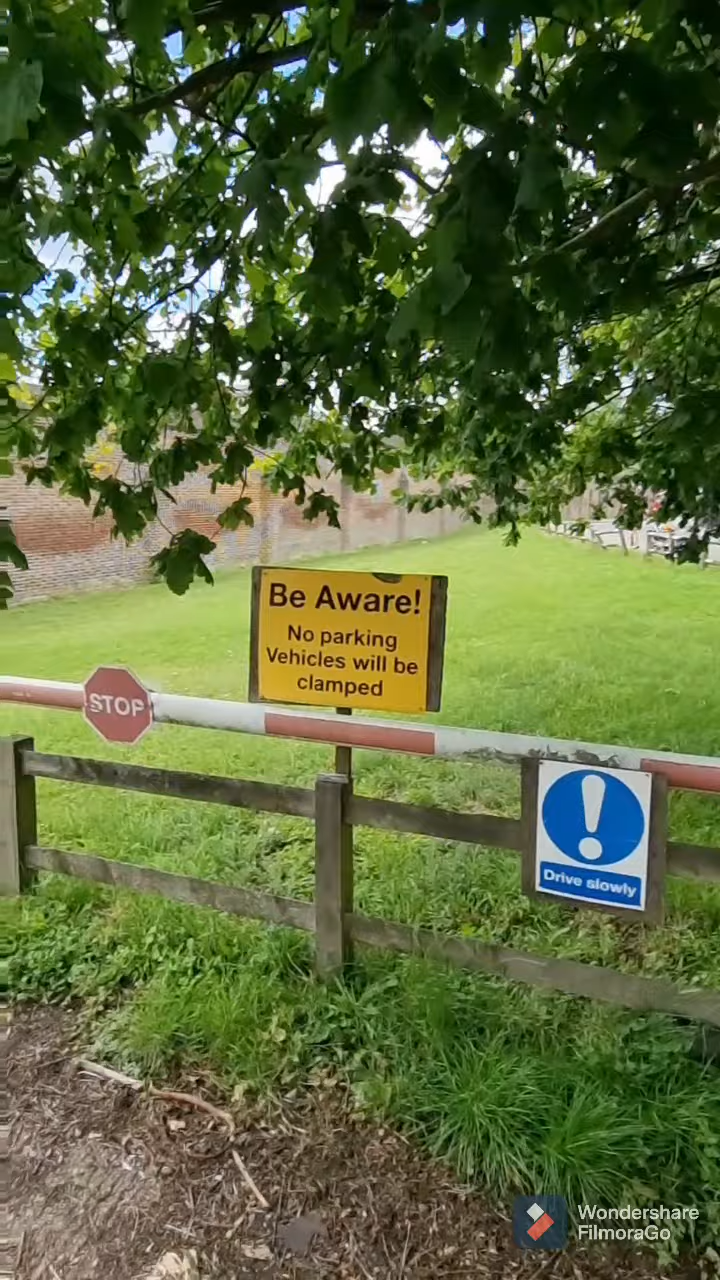 Be Aware!
No parking
Vehicles will be
clamped
STOP
Drive slowly
Wondershare
FilmoraGo